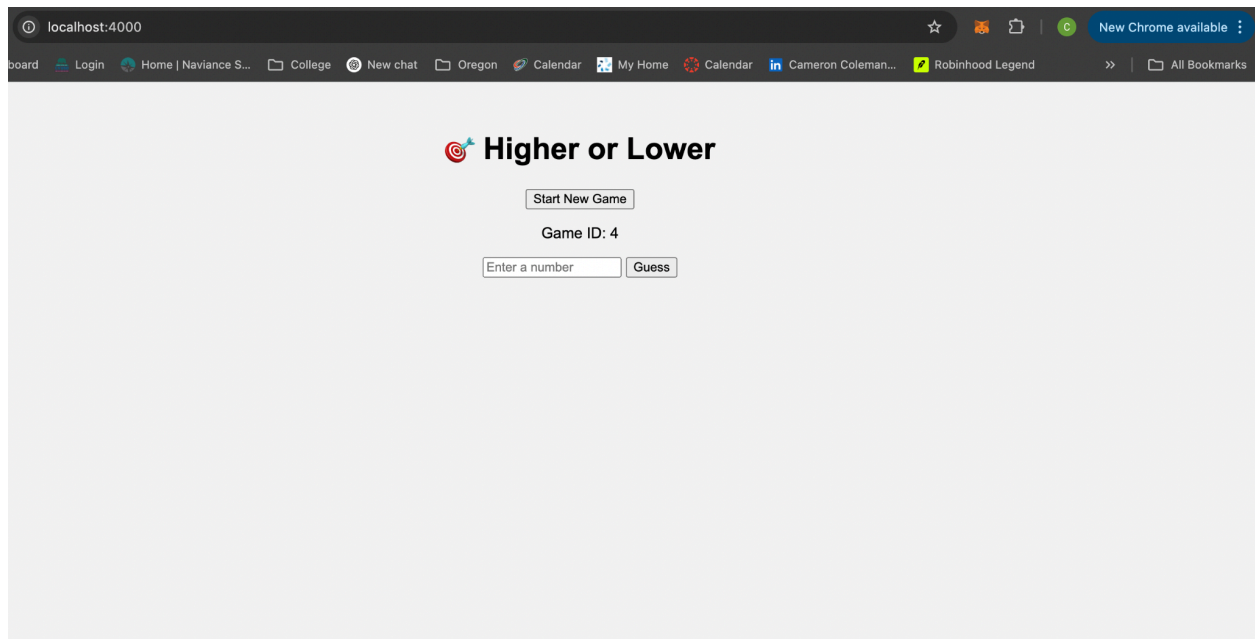 localhost:4000
New Chrome available
board Login Home | Naviance S... College New chat Oregon Calendar My Home Calendar in Cameron Coleman... Robinhood Legend » All Bookmarks
🎯 Higher or Lower
Start New Game
Game ID: 4
Enter a number Guess